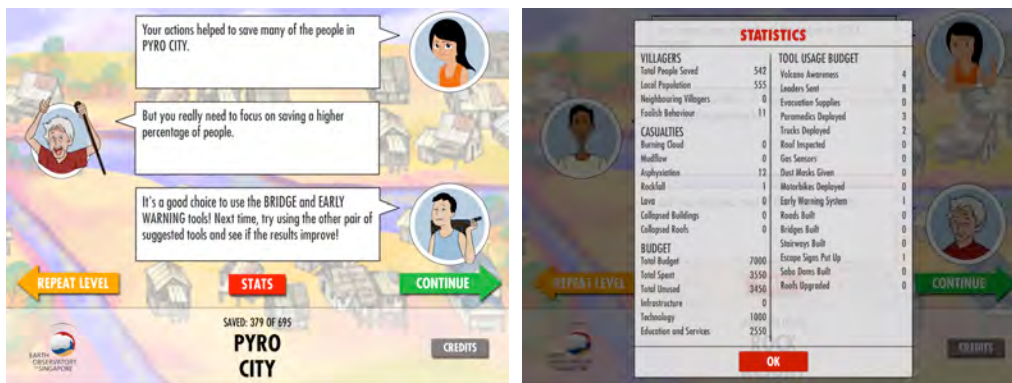 Your actions helped to save many of the people in
PYRO CITY.
But you really need to focus on saving a higher
percentage of people.
It's a good choice to use the BRIDGE and EARLY
WARNING tools! Next time, try using the other pair of
suggested tools and see if the results improve!
REPEAT LEVEL
STATS
CONTINUE
SAVED: 379 OF 695
PYRO
CITY
EARTH
OBSERVATORY
OF SINGAPORE
CREDITS
STATISTICS
VILLAGERS
Total People Saved 542
Local Population 555
Neighbouring Villagers 0
Foolish Behaviour 11
CASUALTIES
Burning Cloud 0
Mudflow 0
Asphyxiation 12
Rockfall 1
Lava 0
Collapsed Buildings 0
Collapsed Roofs 0
BUDGET
Total Budget 7000
Total Spent 3550
Total Unused 3450
Infrastructure 0
Technology 1000
Education and Services 2550
TOOL USAGE BUDGET
Volcano Awareness 4
Leaders Sent 8
Evacuation Supplies 0
Paramedics Deployed 3
Trucks Deployed 2
Roof Inspected 0
Gas Sensors 0
Dust Masks Given 0
Motorbikes Deployed 0
Early Warning System 1
Roads Built 0
Bridges Built 0
Stairways Built 0
Escape Signs Put Up 1
Sabo Dams Built 0
Roofs Upgraded 0
OK
REPEAT LEVEL
CONTINUE
ROCK
EARTH
OBSERVATORY
OF SINGAPORE
CREDITS